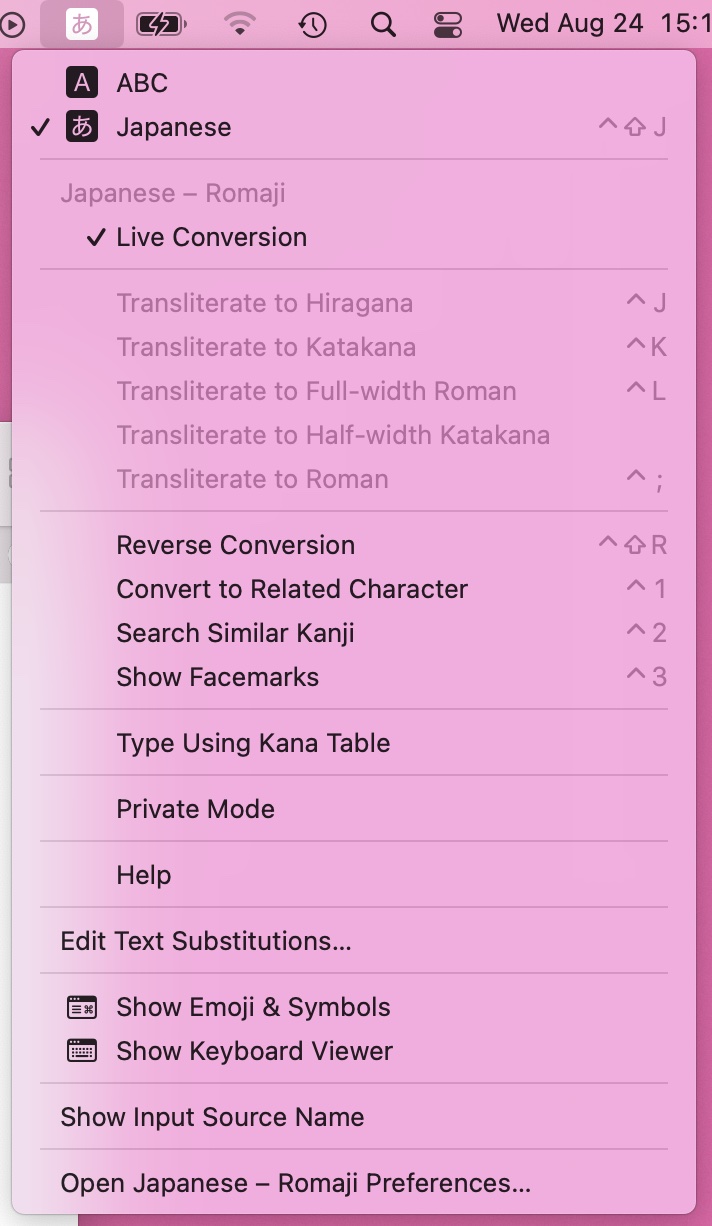 あ Wed Aug 24 15:1
A ABC
✓ あ Japanese ^⇧J
Japanese – Romaji
✓ Live Conversion
Transliterate to Hiragana ^J
Transliterate to Katakana ^K
Transliterate to Full-width Roman ^L
Transliterate to Half-width Katakana
Transliterate to Roman ^;
Reverse Conversion ^⇧R
Convert to Related Character ^1
Search Similar Kanji ^2
Show Facemarks ^3
Type Using Kana Table
Private Mode
Help
Edit Text Substitutions...
Show Emoji & Symbols
Show Keyboard Viewer
Show Input Source Name
Open Japanese – Romaji Preferences...